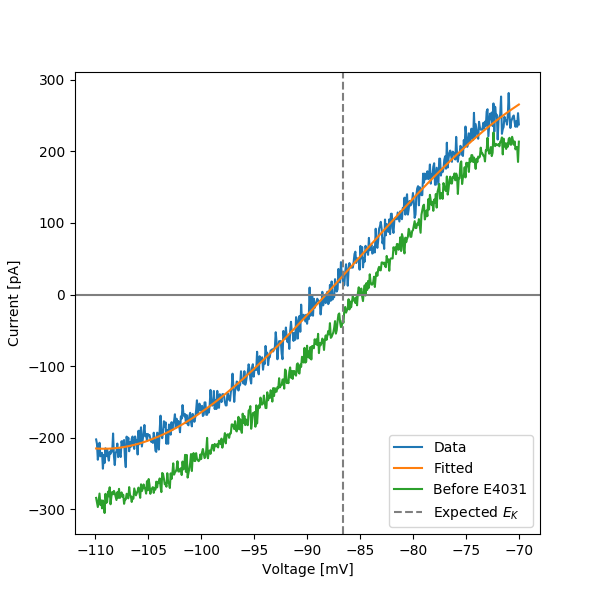 300
200
100
0
−100
−200
−300
Current [pA]
Data
Fitted
Before E4031
Expected E_K
−110 −105 −100 −95 −90 −85 −80 −75 −70
Voltage [mV]